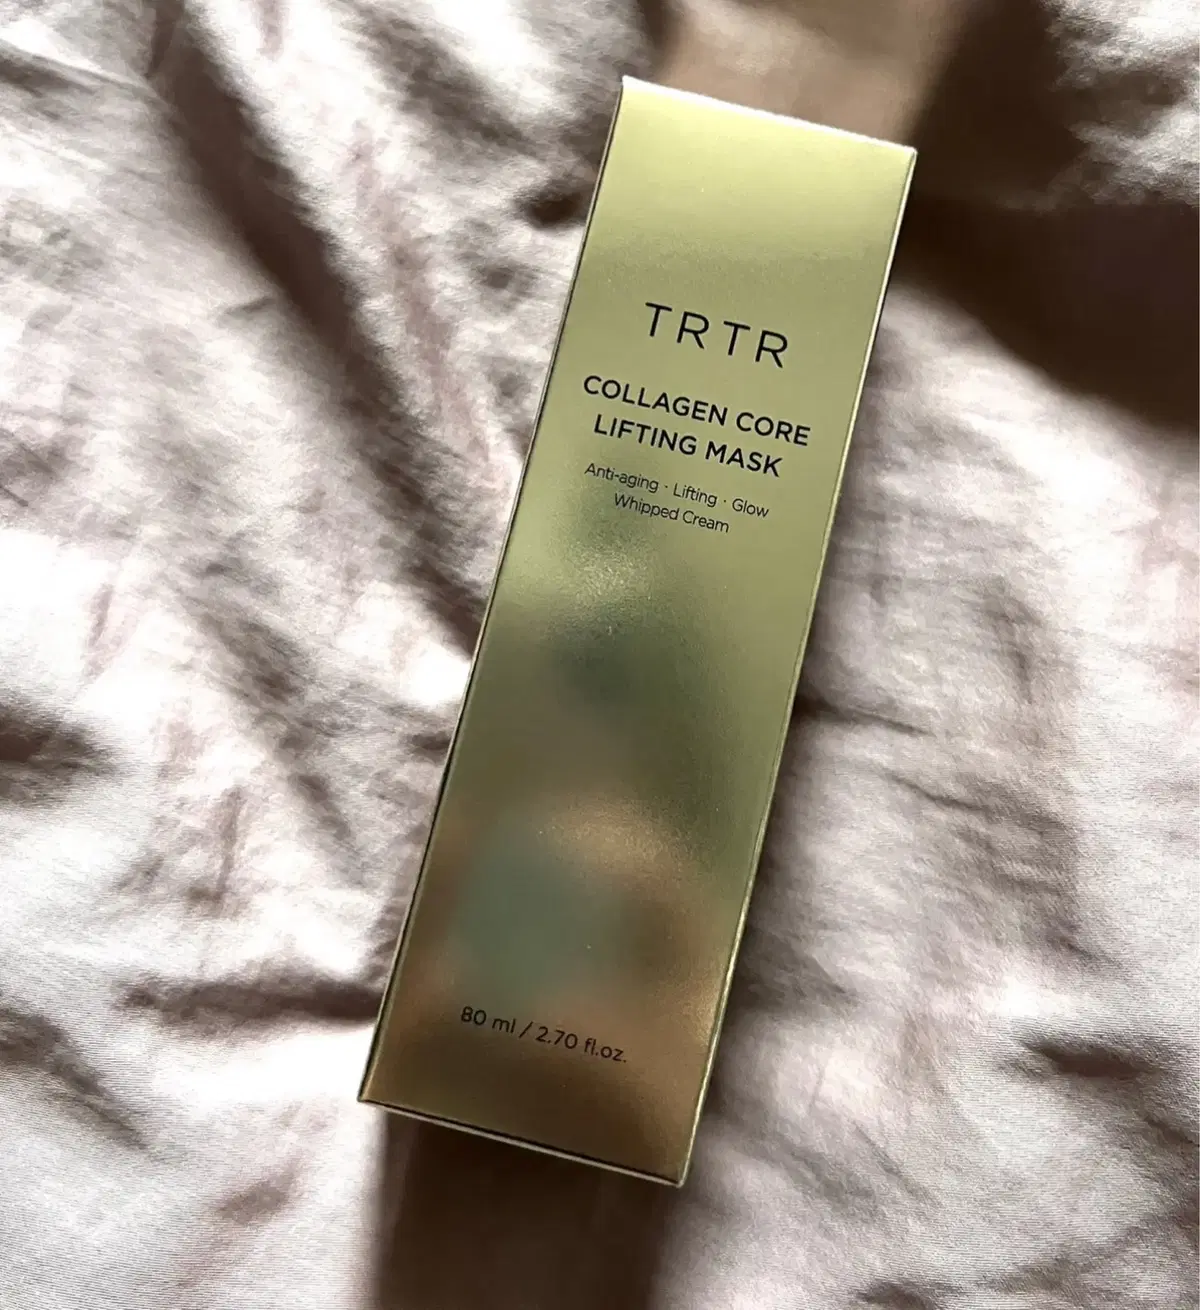 TRTR
COLLAGEN CORE
LIFTING MASK
Anti-aging · Lifting · Glow
Whipped Cream
80 ml / 2.70 fl.oz.